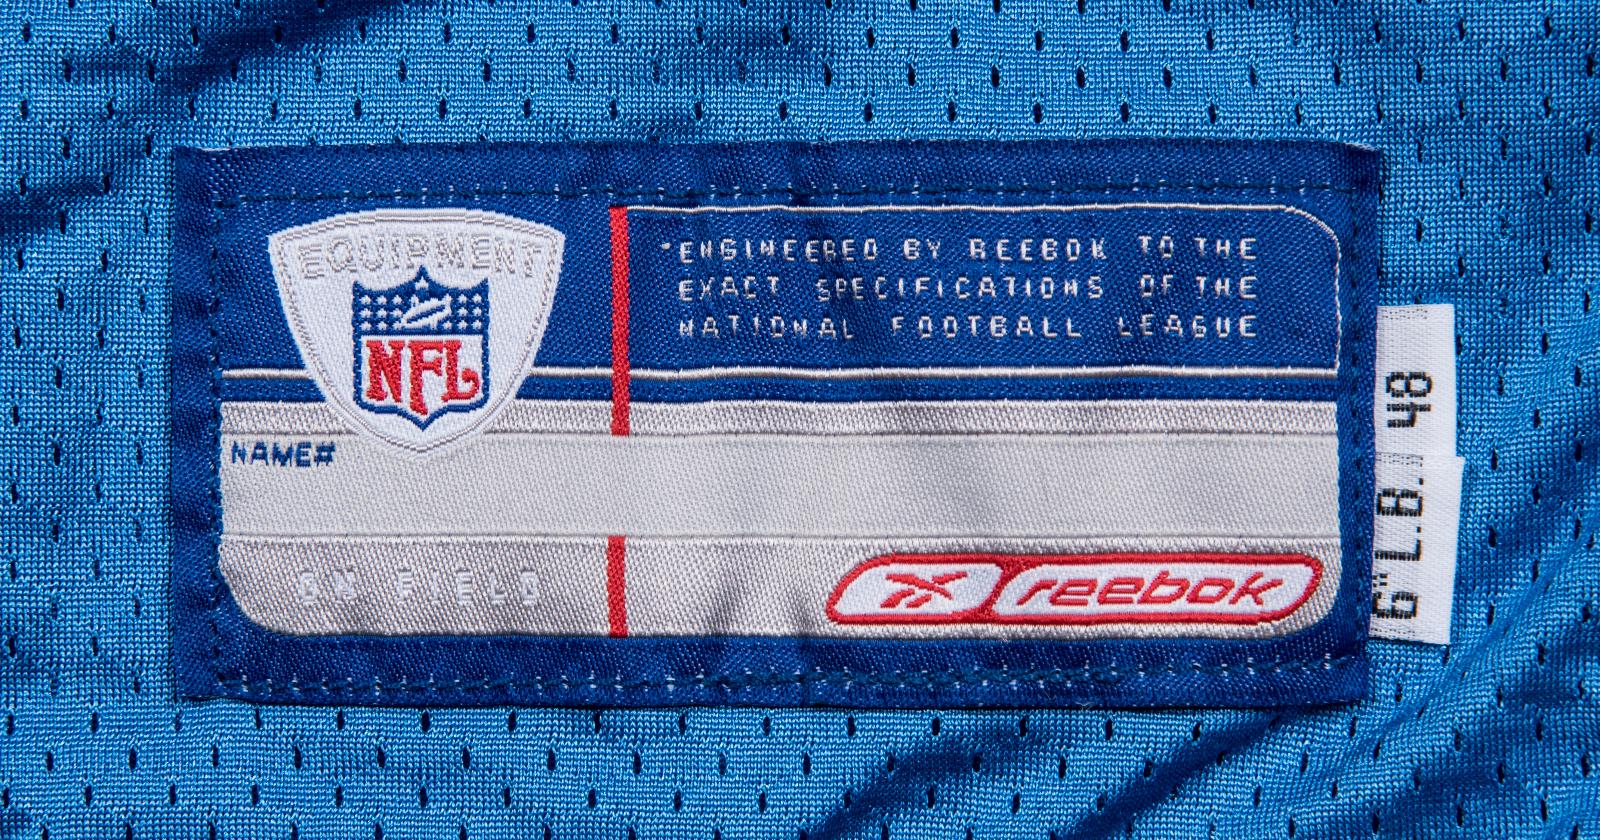 EQUIPMENT
NFL
"ENGINEERED BY REEBOK TO THE
EXACT SPECIFICATIONS OF THE
NATIONAL FOOTBALL LEAGUE
NAME#
ON FIELD
reebok
48
6" L.B.